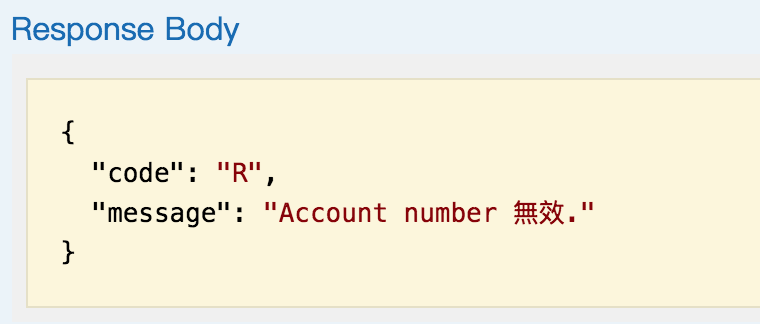 Response Body
{
  "code": "R",
  "message": "Account number 無效."
}